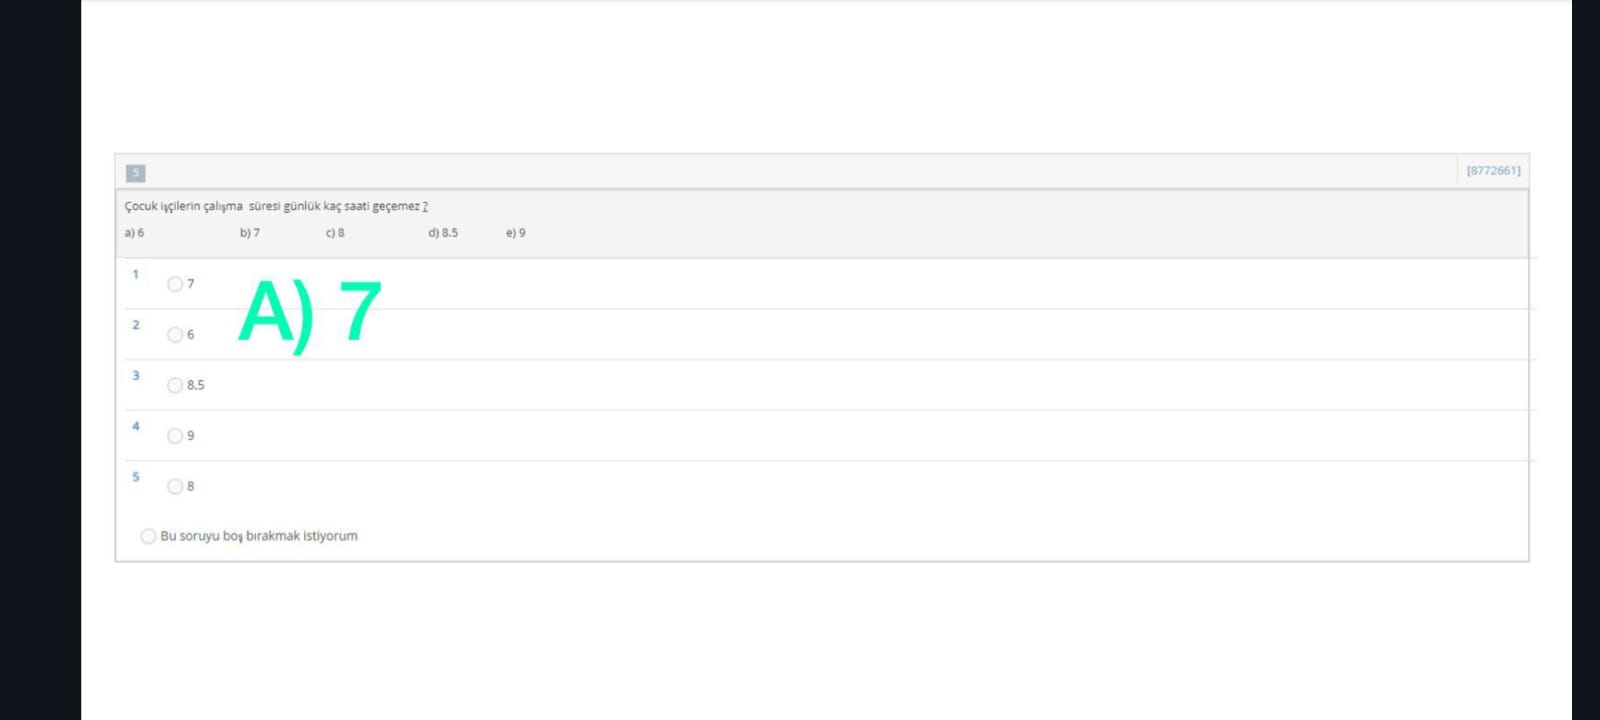 5
[8772661]
Çocuk işçilerin çalışma süresi günlük kaç saati geçemez ?
a) 6 b) 7 c) 8 d) 8.5 e) 9
1 7
A) 7
2 6
3 8,5
4 9
5 8
Bu soruyu boş bırakmak istiyorum